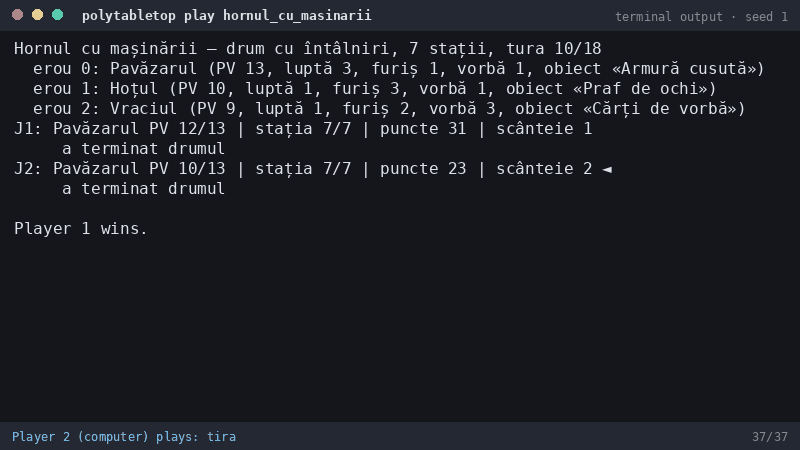 polytabletop play hornul_cu_masinarii
terminal output · seed 1
Hornul cu mașinării — drum cu întâlniri, 7 stații, tura 10/18
erou 0: Pavăzarul (PV 13, luptă 3, furiș 1, vorbă 1, obiect «Armură cusută»)
erou 1: Hoțul (PV 10, luptă 1, furiș 3, vorbă 1, obiect «Praf de ochi»)
erou 2: Vraciul (PV 9, luptă 1, furiș 2, vorbă 3, obiect «Cărți de vorbă»)
J1: Pavăzarul PV 12/13 | stația 7/7 | puncte 31 | scânteie 1
a terminat drumul
J2: Pavăzarul PV 10/13 | stația 7/7 | puncte 23 | scânteie 2 ◄
a terminat drumul
Player 1 wins.
Player 2 (computer) plays: tira
37/37